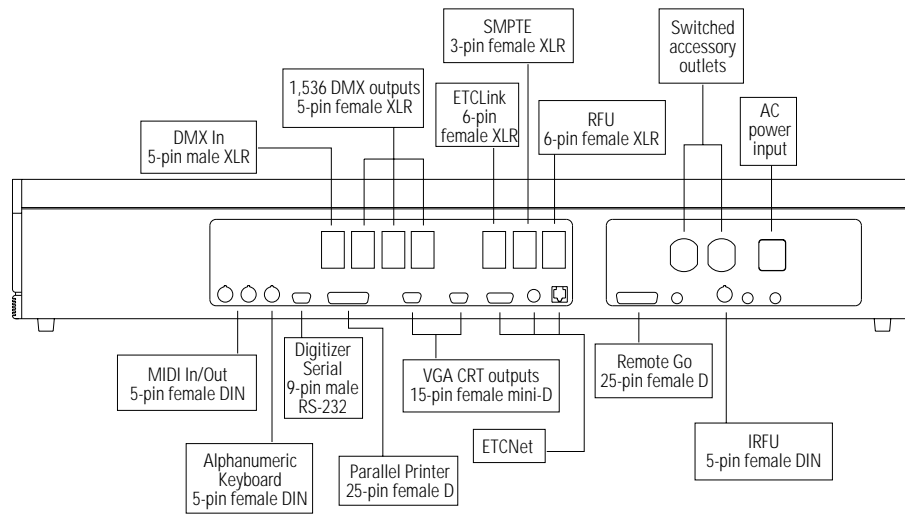 SMPTE
3-pin female XLR
Switched
accessory
outlets
1,536 DMX outputs
5-pin female XLR
ETCLink
6-pin
female XLR
RFU
6-pin female XLR
AC
power
input
DMX In
5-pin male XLR
MIDI In/Out
5-pin female DIN
Digitizer
Serial
9-pin male
RS-232
VGA CRT outputs
15-pin female mini-D
Remote Go
25-pin female D
Alphanumeric
Keyboard
5-pin female DIN
Parallel Printer
25-pin female D
ETCNet
IRFU
5-pin female DIN